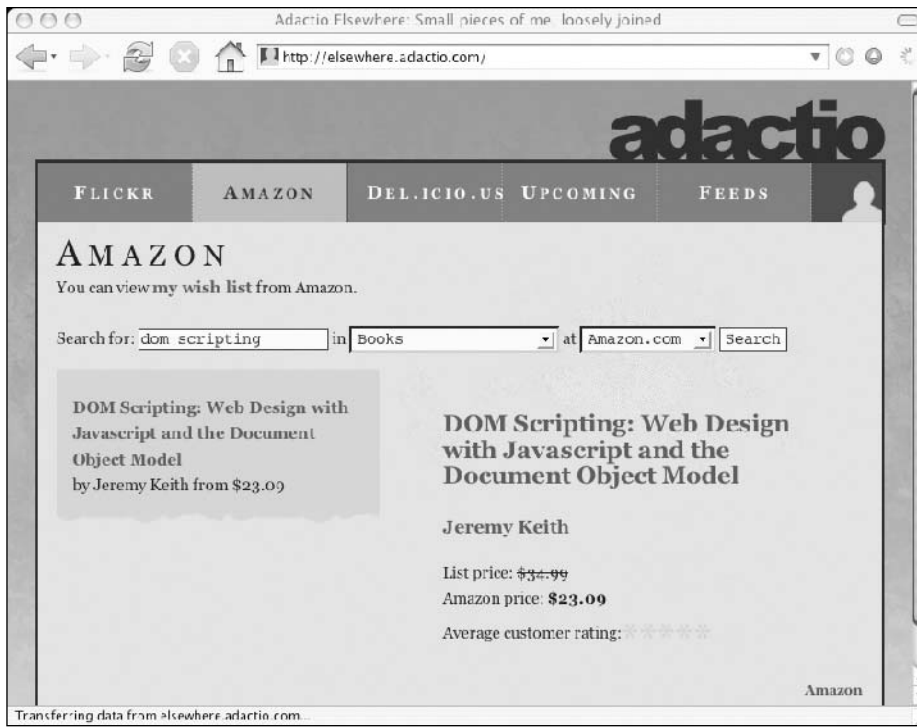 Adactio Elsewhere: Small pieces of me, loosely joined
http://elsewhere.adactio.com/
adactio
FLICKR AMAZON DEL.ICIO.US UPCOMING FEEDS
AMAZON
You can view my wish list from Amazon.
Search for: dom scripting in Books at Amazon.com Search
DOM Scripting: Web Design with
Javascript and the Document
Object Model
by Jeremy Keith from $23.09
DOM Scripting: Web Design
with Javascript and the
Document Object Model
Jeremy Keith
List price: $34.99
Amazon price: $23.09
Average customer rating: *****
Amazon
Transferring data from elsewhere.adactio.com...